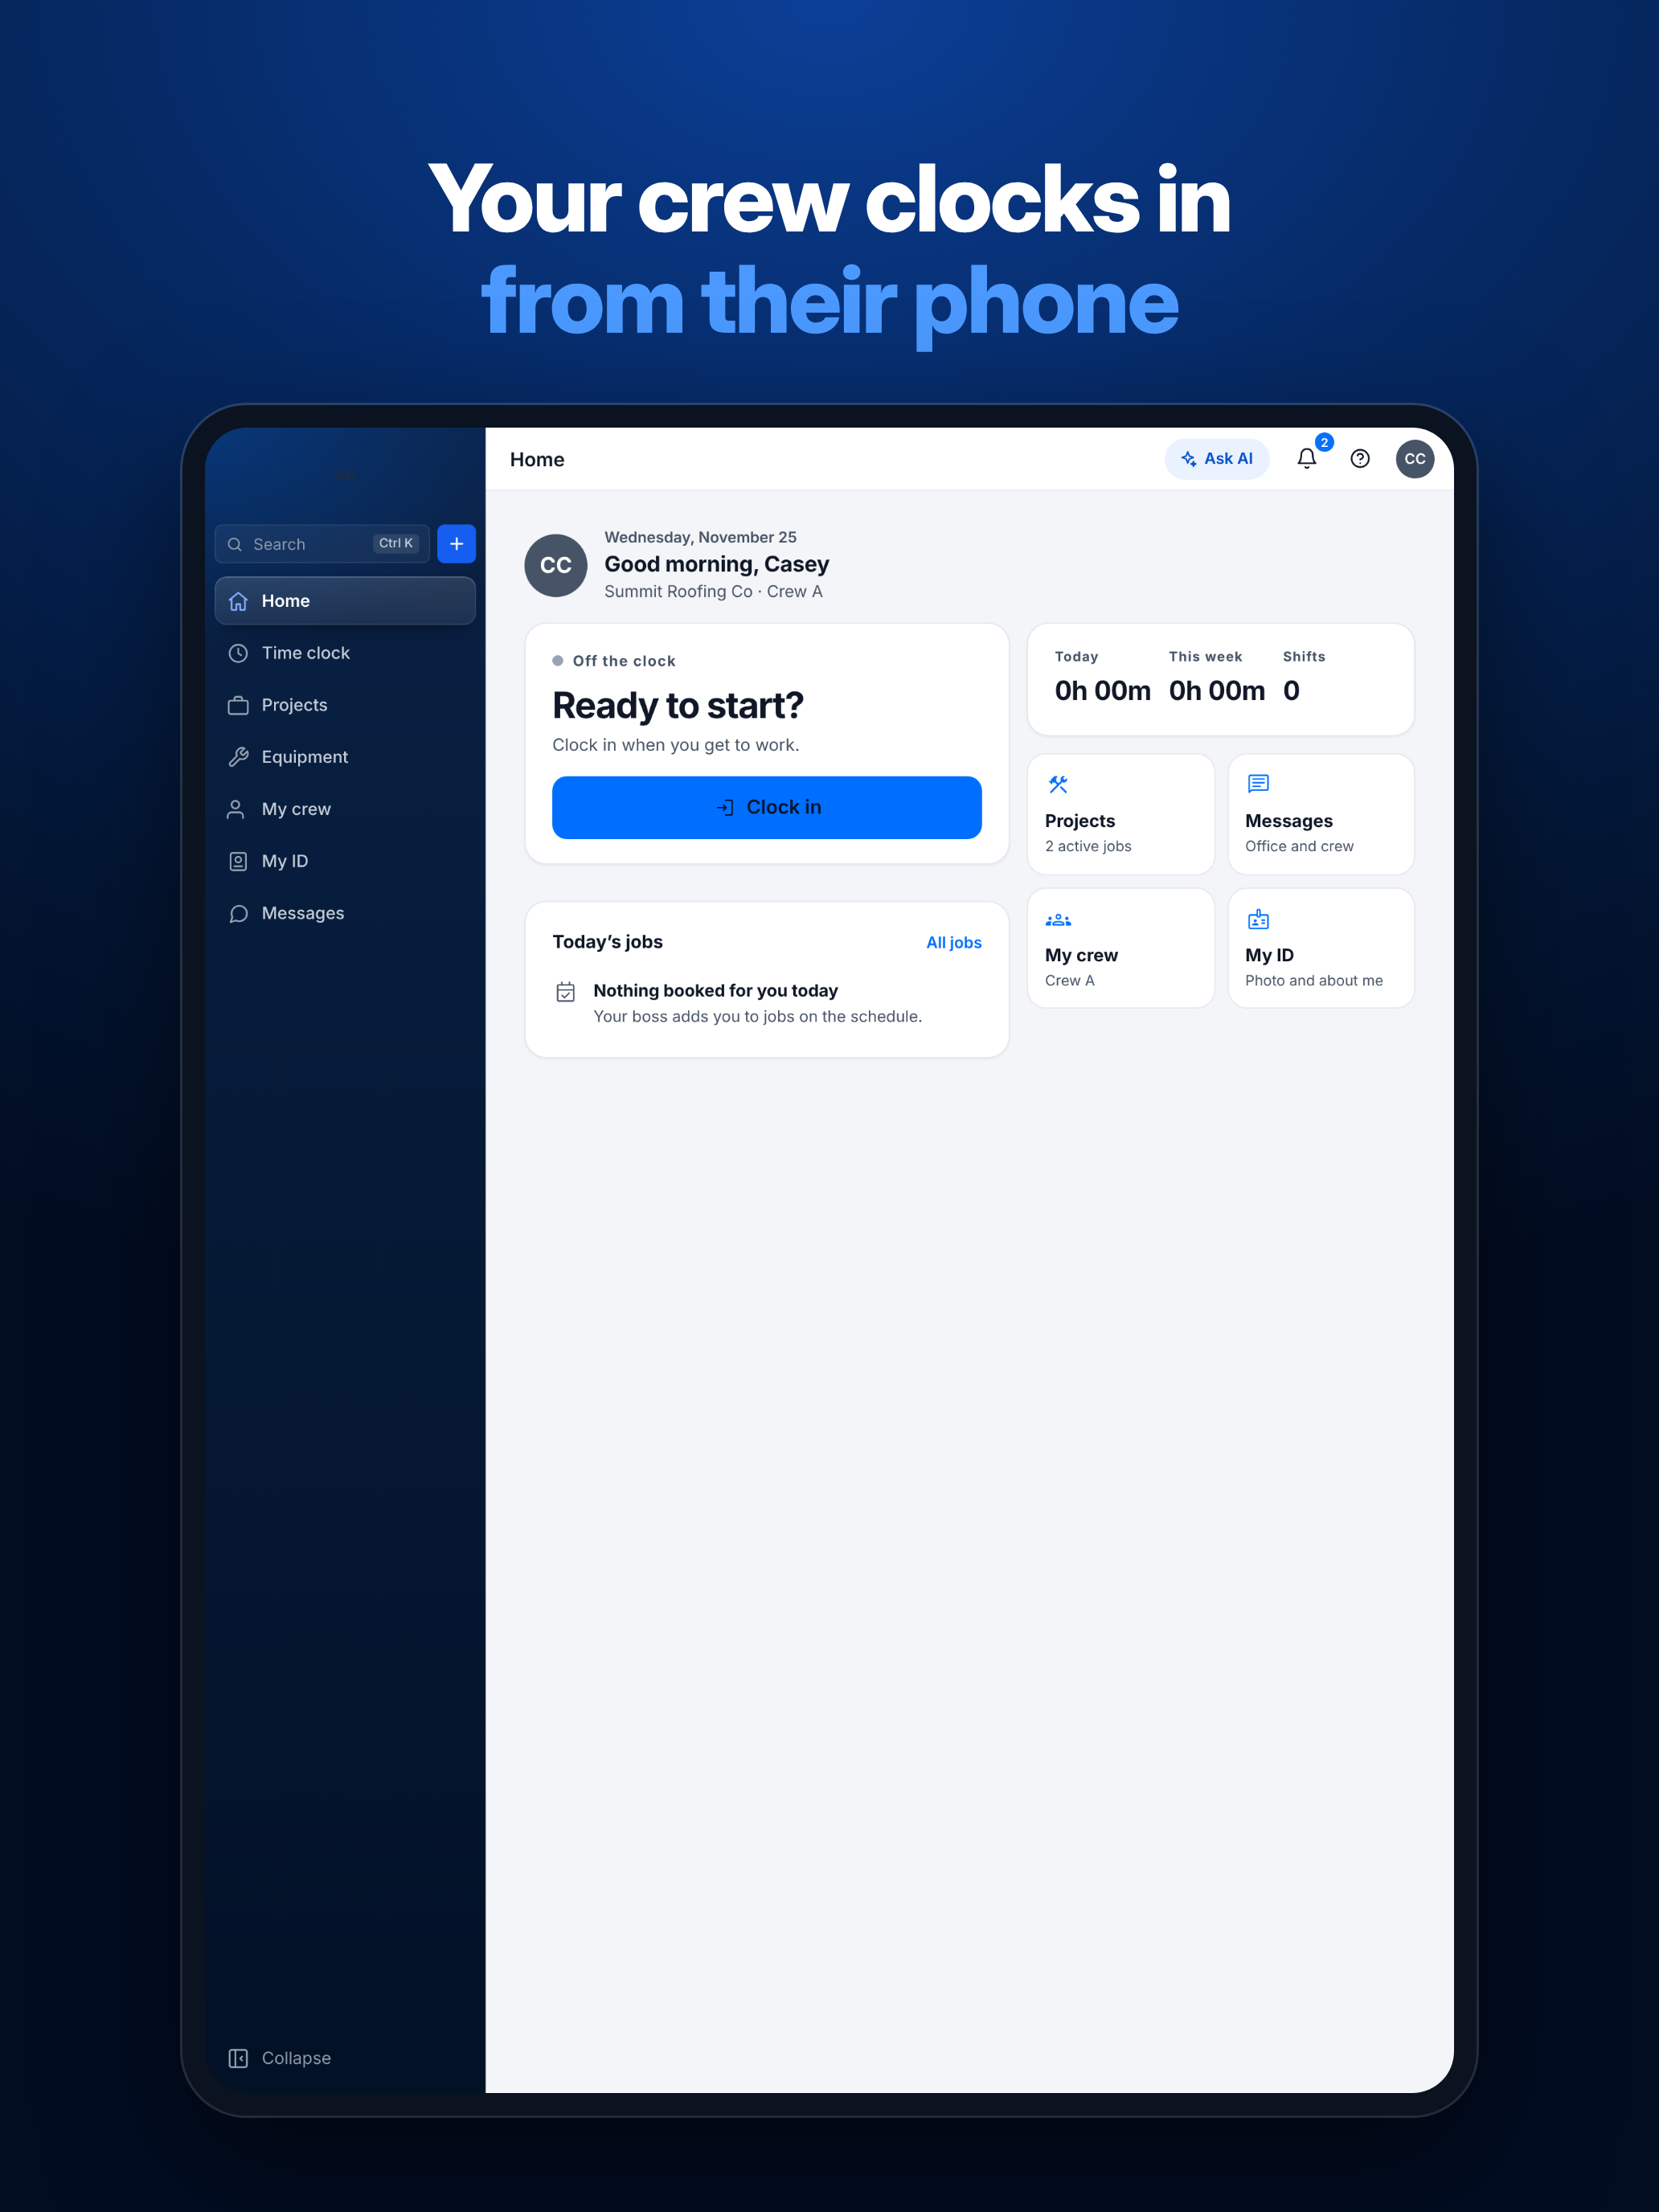 Your crew clocks in
from their phone
Search
Ctrl K
Home
Time clock
Projects
Equipment
My crew
My ID
Messages
Collapse
Home
Ask AI
2
CC
CC
Wednesday, November 25
Good morning, Casey
Summit Roofing Co · Crew A
Off the clock
Ready to start?
Clock in when you get to work.
Clock in
Today’s jobs
All jobs
Nothing booked for you today
Your boss adds you to jobs on the schedule.
Today This week Shifts
0h 00m 0h 00m 0
Projects
2 active jobs
Messages
Office and crew
My crew
Crew A
My ID
Photo and about me